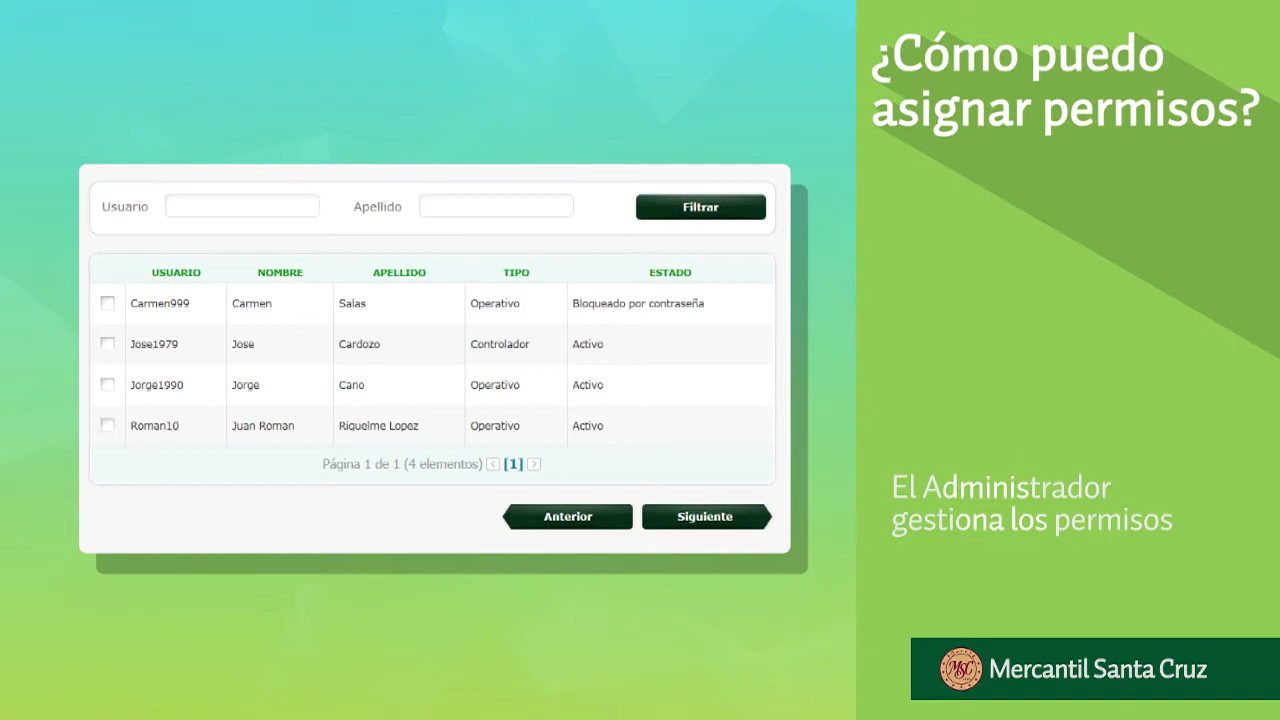 ¿Cómo puedo
asignar permisos?
Usuario Apellido Filtrar
USUARIO NOMBRE APELLIDO TIPO ESTADO
Carmen999 Carmen Salas Operativo Bloqueado por contraseña
Jose1979 Jose Cardozo Controlador Activo
Jorge1990 Jorge Cano Operativo Activo
Roman10 Juan Roman Riquelme Lopez Operativo Activo
Página 1 de 1 (4 elementos) < [1] >
Anterior Siguiente
El Administrador
gestiona los permisos
MSC Mercantil Santa Cruz